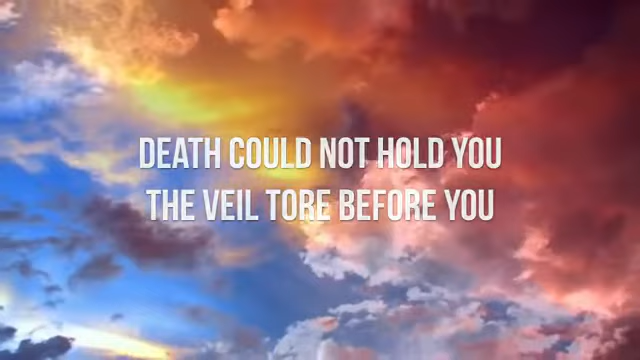 DEATH COULD NOT HOLD YOU
THE VEIL TORE BEFORE YOU